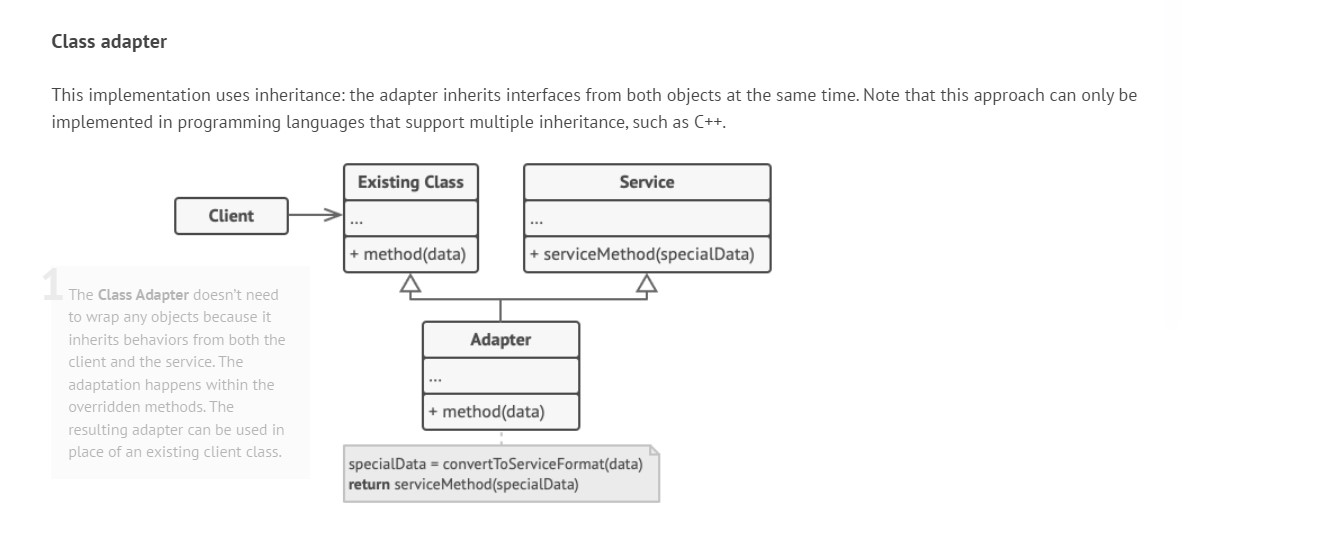 Class adapter
This implementation uses inheritance: the adapter inherits interfaces from both objects at the same time. Note that this approach can only be
implemented in programming languages that support multiple inheritance, such as C++.
Existing Class
...
+ method(data)
Service
...
+ serviceMethod(specialData)
Client
1
The Class Adapter doesn't need
to wrap any objects because it
inherits behaviors from both the
client and the service. The
adaptation happens within the
overridden methods. The
resulting adapter can be used in
place of an existing client class.
Adapter
...
+ method(data)
specialData = convertToServiceFormat(data)
return serviceMethod(specialData)